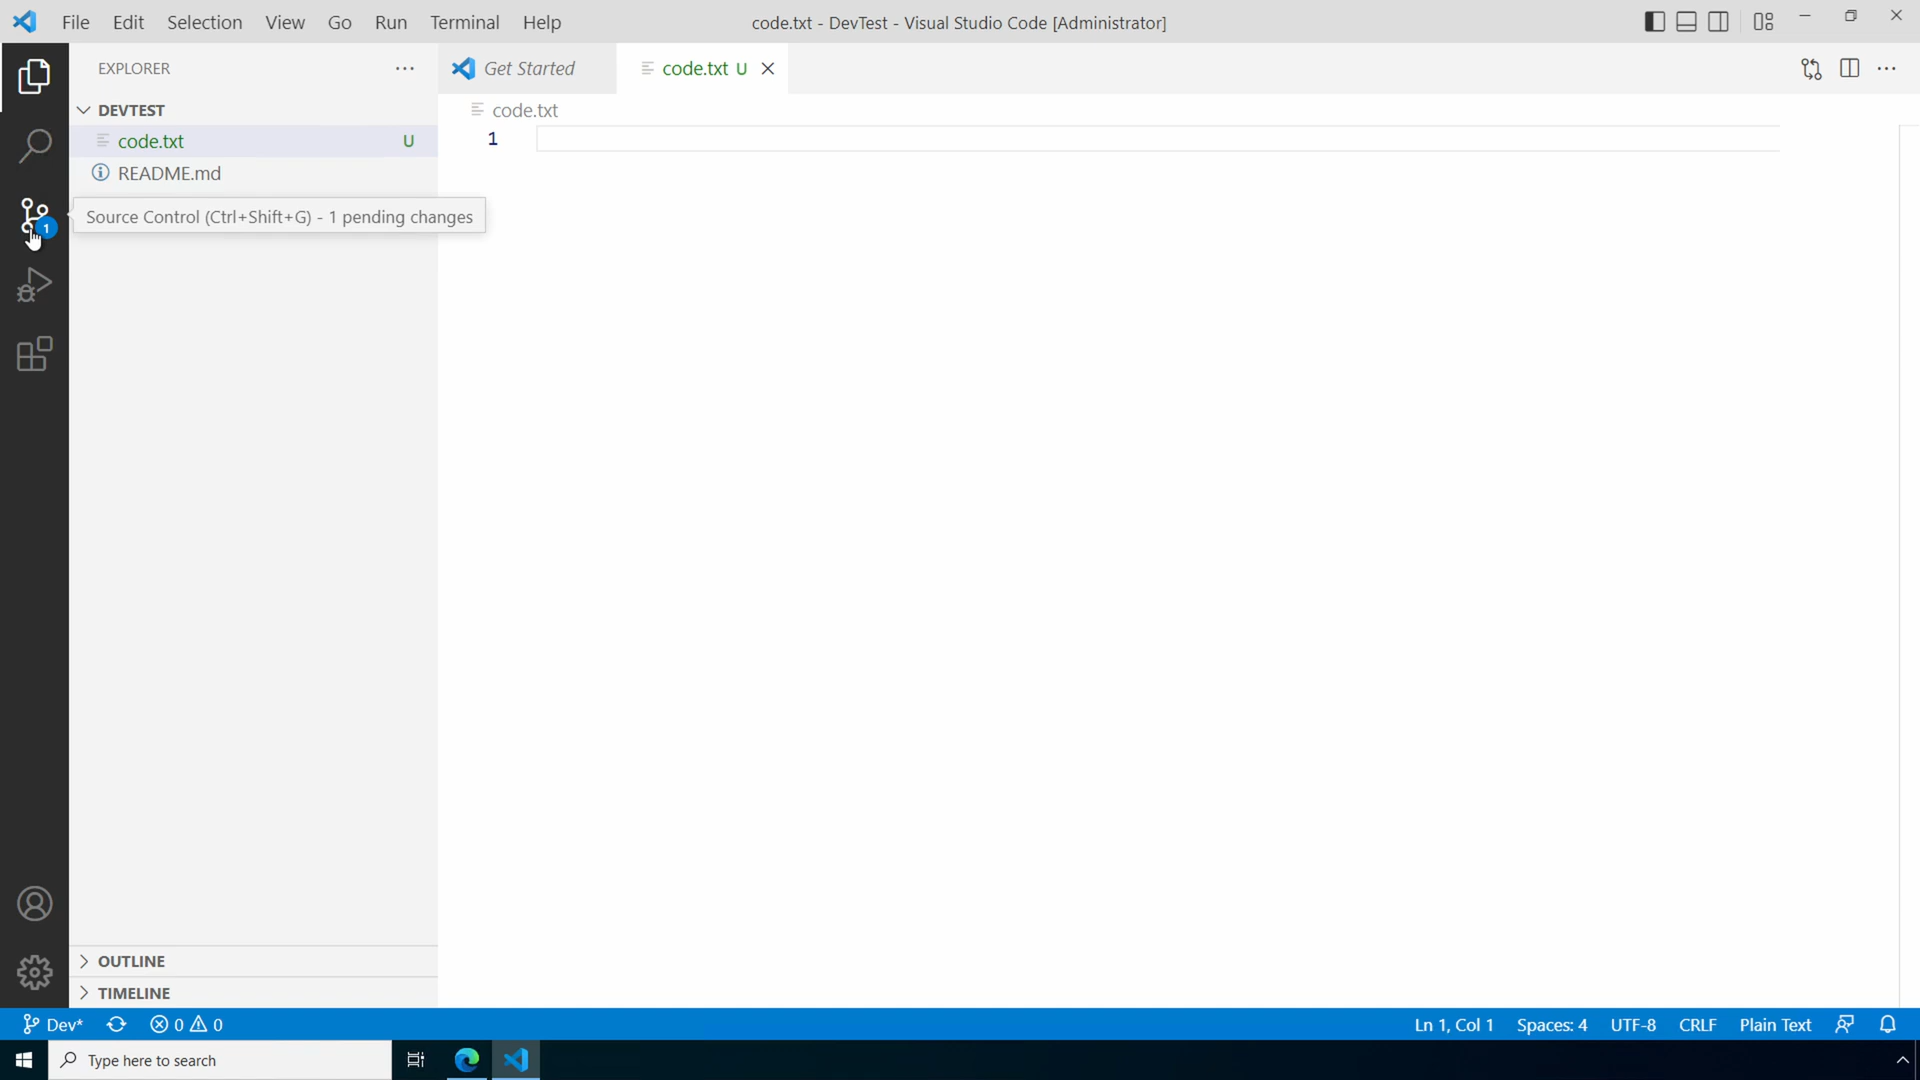 File Edit Selection View Go Run Terminal Help
code.txt - DevTest - Visual Studio Code [Administrator]
EXPLORER
Get Started
code.txt U
DEVTEST
code.txt
code.txt U
1
README.md
Source Control (Ctrl+Shift+G) - 1 pending changes
1
OUTLINE
TIMELINE
Dev* 0 0
Ln 1, Col 1 Spaces: 4 UTF-8 CRLF Plain Text
Type here to search